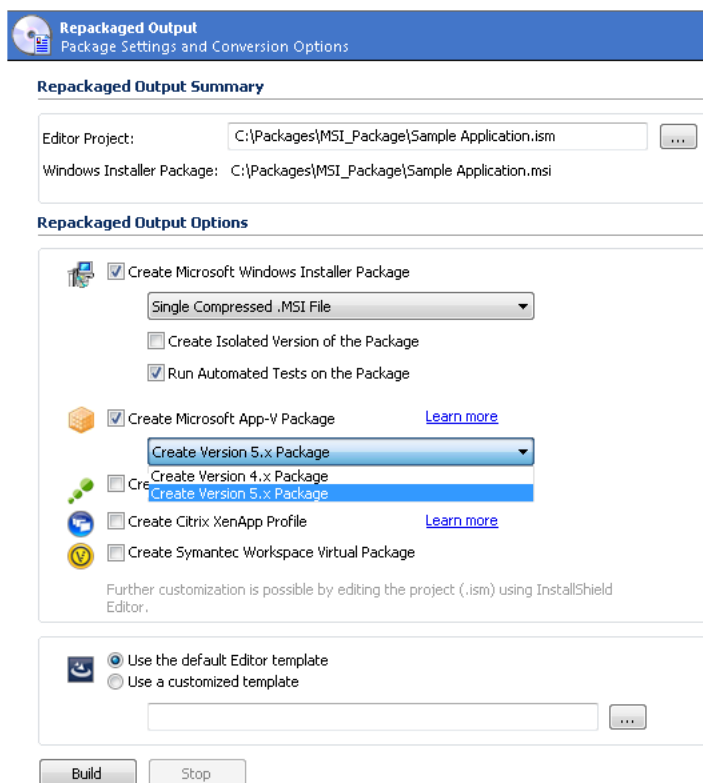 Repackaged Output
Package Settings and Conversion Options
Repackaged Output Summary
Editor Project:
C:\Packages\MSI_Package\Sample Application.ism
...
Windows Installer Package: C:\Packages\MSI_Package\Sample Application.msi
Repackaged Output Options
Create Microsoft Windows Installer Package
Single Compressed .MSI File
Create Isolated Version of the Package
Run Automated Tests on the Package
Create Microsoft App-V Package Learn more
Create Version 5.x Package
Create Version 4.x Package
Create Version 5.x Package
Create Citrix XenApp Profile Learn more
Create Symantec Workspace Virtual Package
Further customization is possible by editing the project (.ism) using InstallShield
Editor.
Use the default Editor template
Use a customized template
...
Build Stop